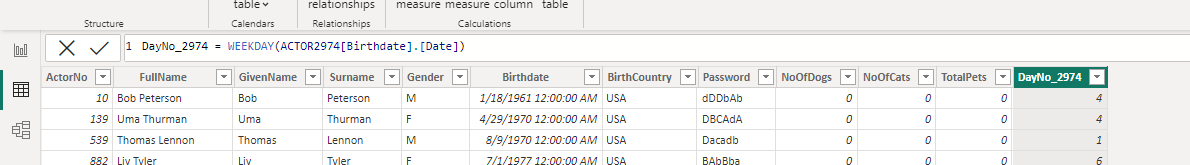 table relationships measure measure column table
Structure Calendars Relationships Calculations
1 DayNo_2974 = WEEKDAY(ACTOR2974[Birthdate].[Date])
ActorNo FullName GivenName Surname Gender Birthdate BirthCountry Password NoOfDogs NoOfCats TotalPets DayNo_2974
10 Bob Peterson Bob Peterson M 1/18/1961 12:00:00 AM USA dDDbAb 0 0 0 4
139 Uma Thurman Uma Thurman F 4/29/1970 12:00:00 AM USA DBCAdA 0 0 0 4
539 Thomas Lennon Thomas Lennon M 8/9/1970 12:00:00 AM USA Dacadb 0 0 0 1
882 Liv Tyler Liv Tyler F 7/1/1977 12:00:00 AM USA BAbBba 0 0 0 6